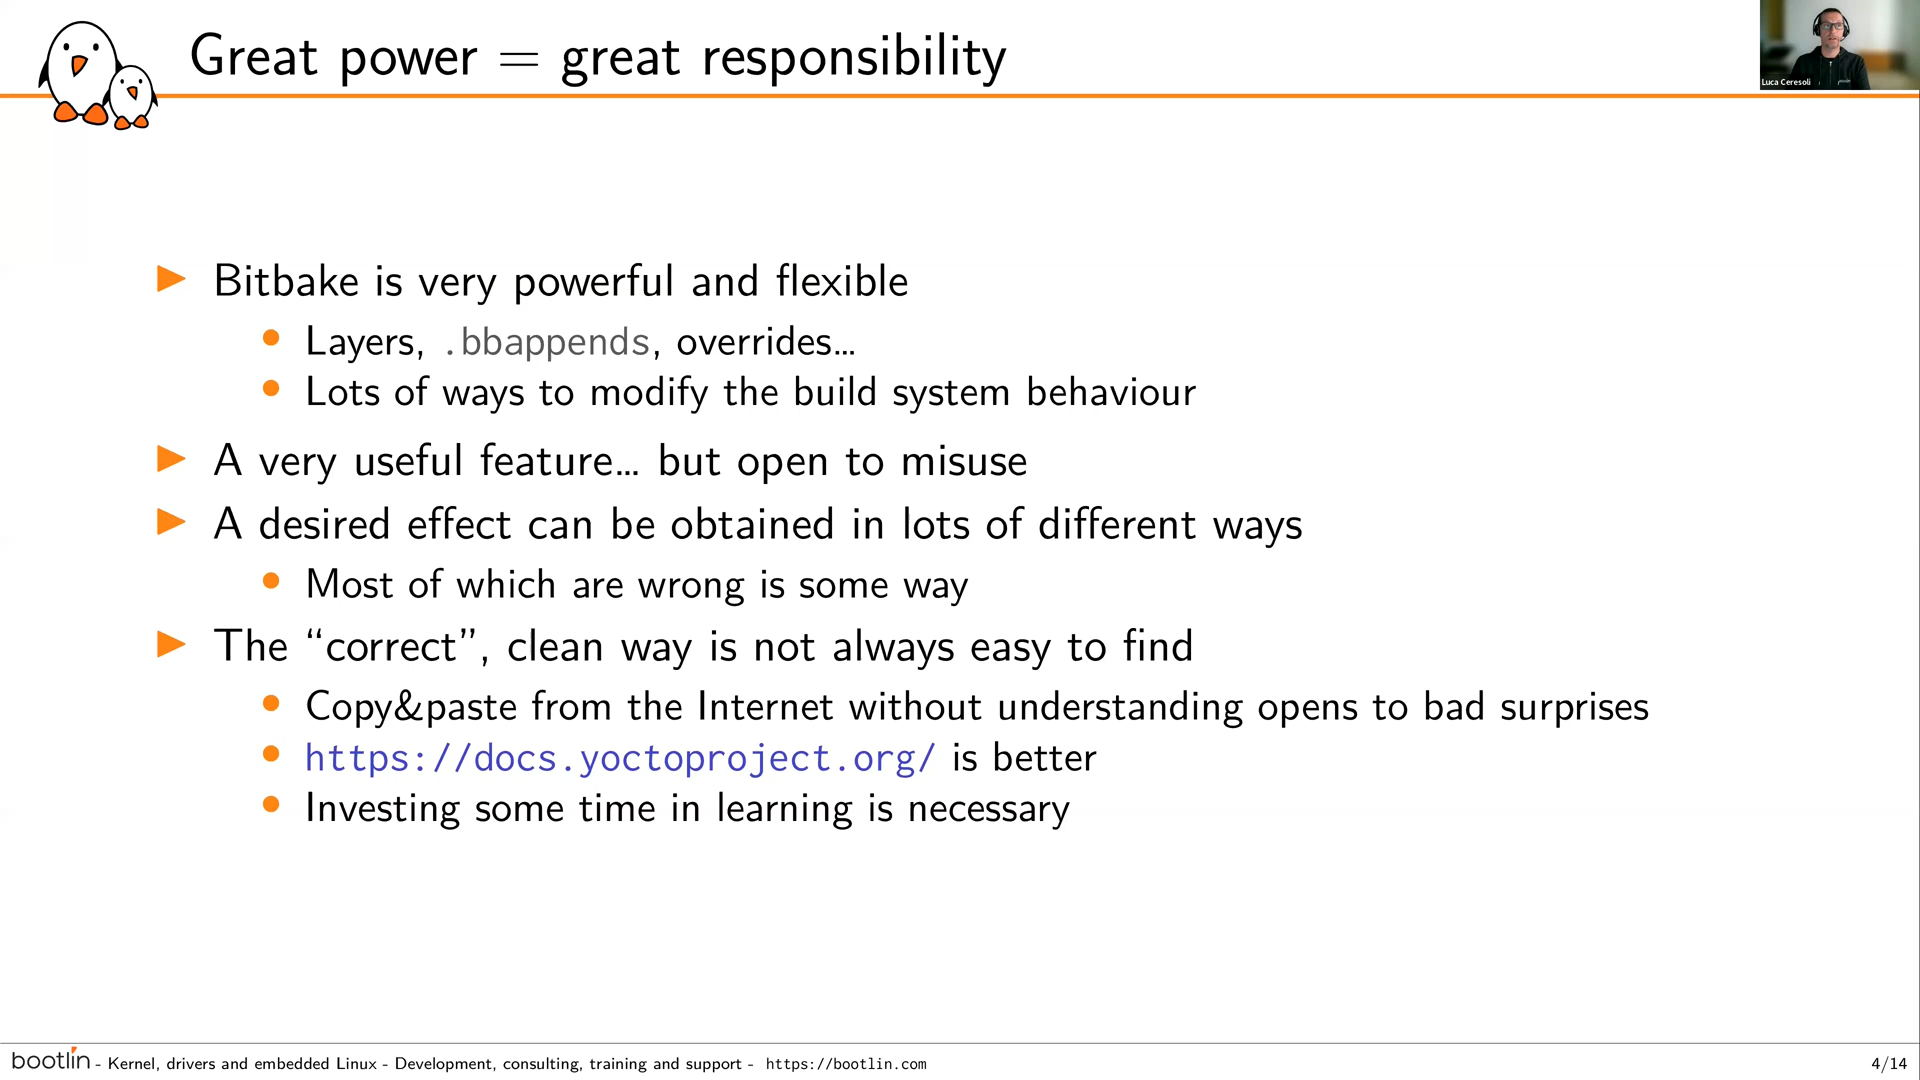 Great power = great responsibility
Luca Ceresoli
Bitbake is very powerful and flexible
Layers, .bbappends, overrides...
Lots of ways to modify the build system behaviour
A very useful feature... but open to misuse
A desired effect can be obtained in lots of different ways
Most of which are wrong is some way
The “correct”, clean way is not always easy to find
Copy&paste from the Internet without understanding opens to bad surprises
https://docs.yoctoproject.org/ is better
Investing some time in learning is necessary
bootlin - Kernel, drivers and embedded Linux - Development, consulting, training and support - https://bootlin.com
4/14